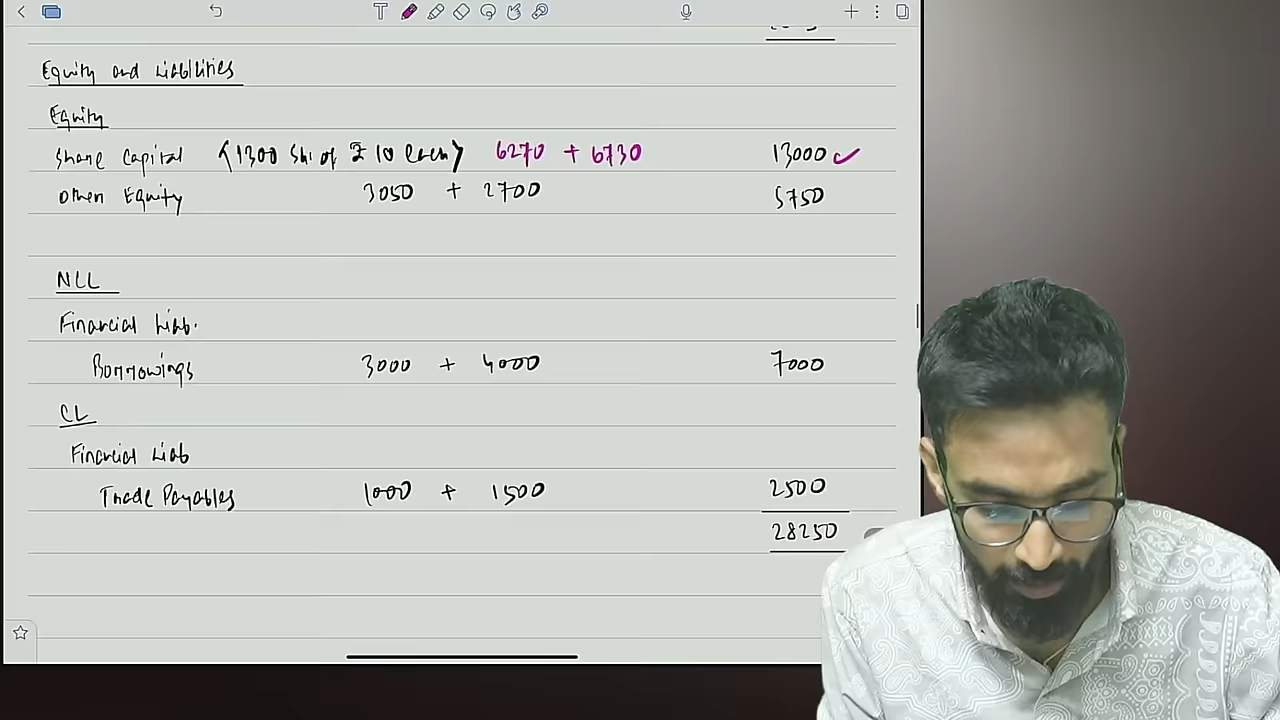 Equity and Liabilities
Equity
Share Capital (1300 Sh. of ₹ 10 each) 6270 + 6730 13000
Other Equity 3050 + 2700 5750
NCL
Financial Liab.
Borrowings 3000 + 4000 7000
CL
Financial Liab
Trade Payables 1000 + 1500 2500
28250